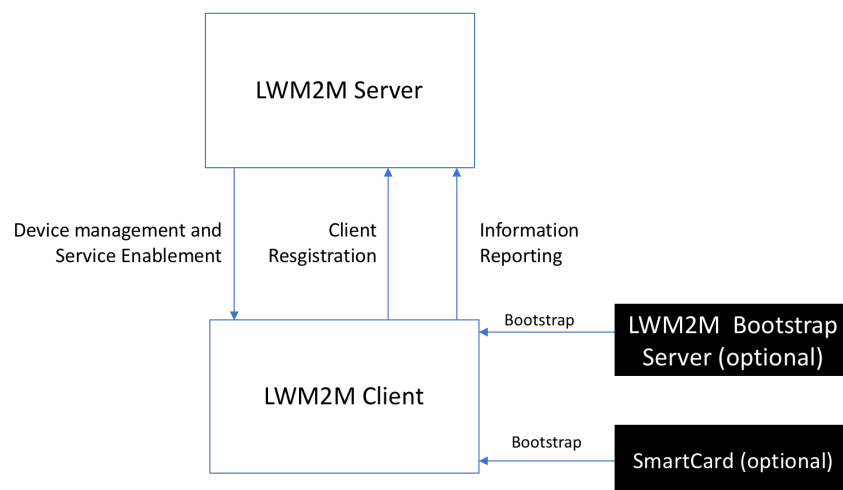 LWM2M Server
Device management and
Service Enablement
Client
Resgistration
Information
Reporting
Bootstrap
LWM2M Bootstrap
Server (optional)
LWM2M Client
Bootstrap
SmartCard (optional)